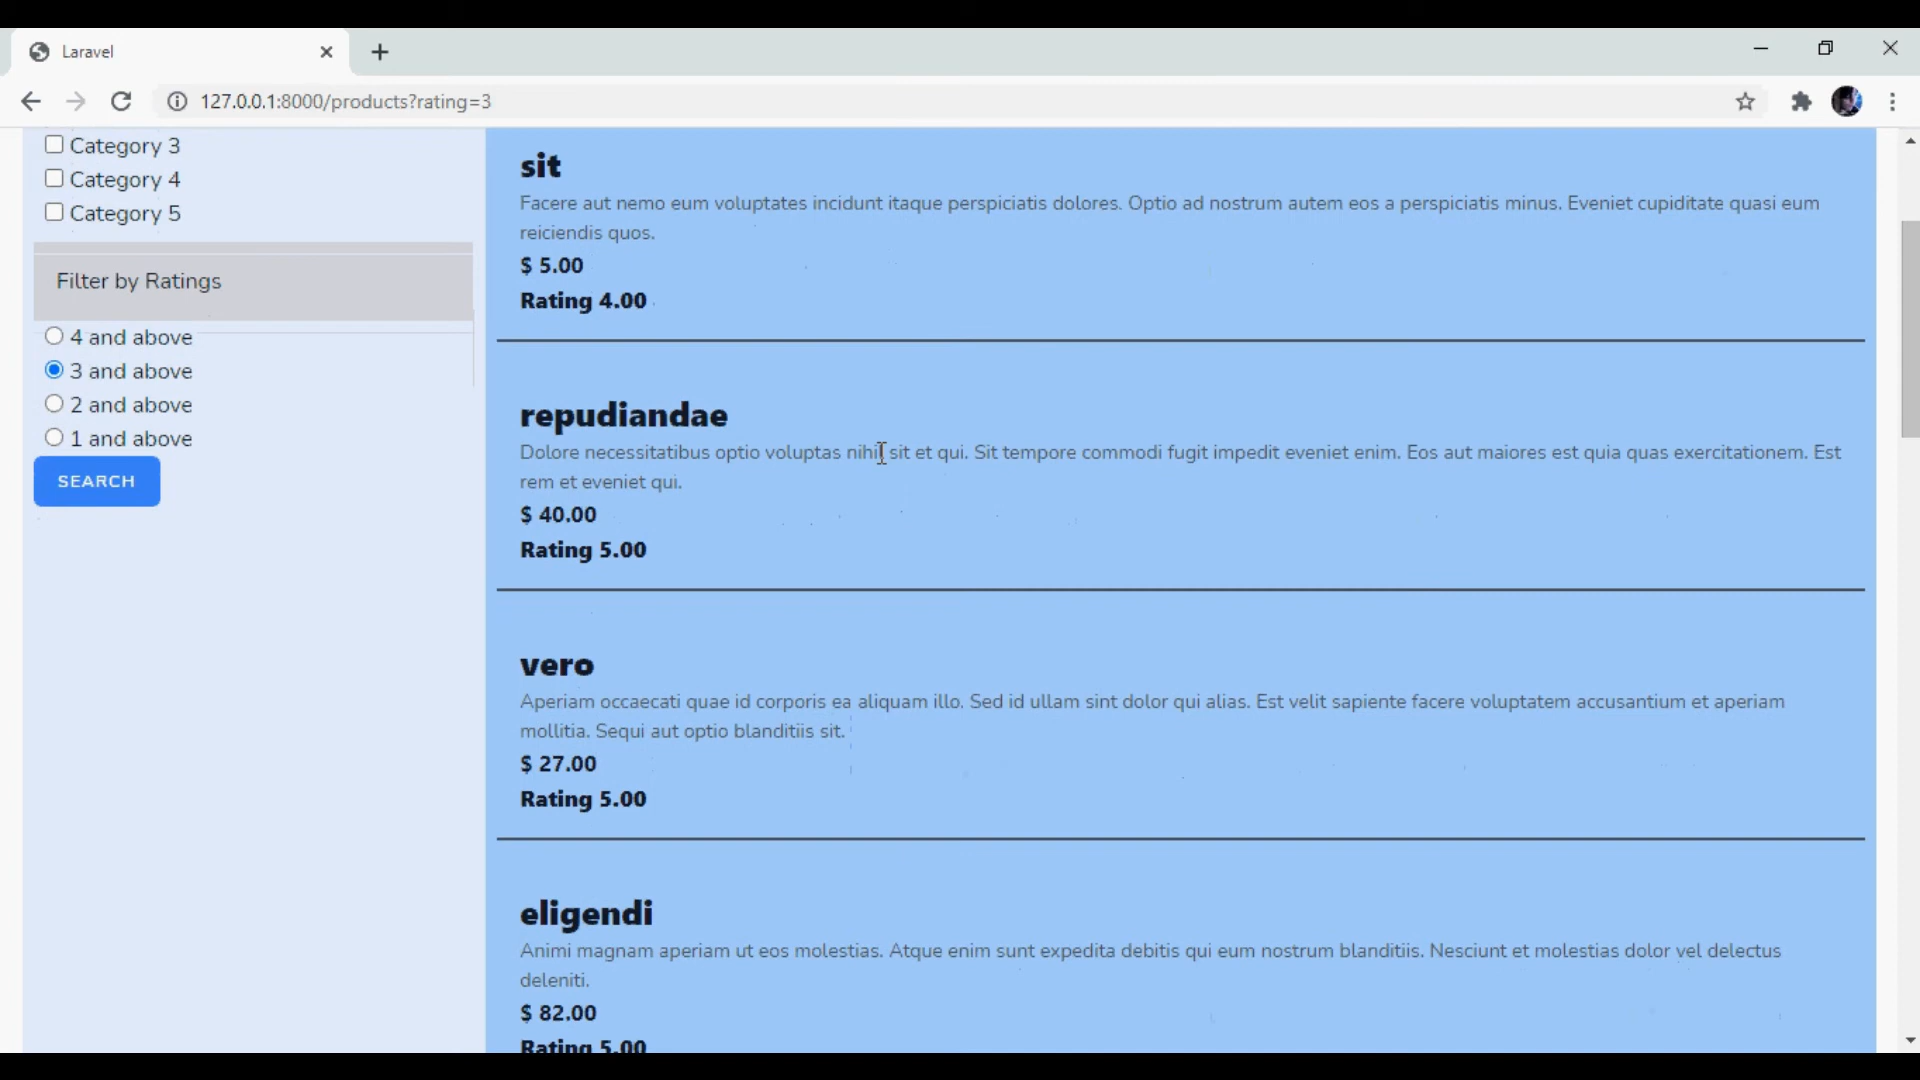 Laravel
127.0.0.1:8000/products?rating=3
Category 3
Category 4
Category 5
Filter by Ratings
4 and above
3 and above
2 and above
1 and above
SEARCH
sit
Facere aut nemo eum voluptates incidunt itaque perspiciatis dolores. Optio ad nostrum autem eos a perspiciatis minus. Eveniet cupiditate quasi eum
reiciendis quos.
$ 5.00
Rating 4.00
repudiandae
Dolore necessitatibus optio voluptas nihil sit et qui. Sit tempore commodi fugit impedit eveniet enim. Eos aut maiores est quia quas exercitationem. Est
rem et eveniet qui.
$ 40.00
Rating 5.00
vero
Aperiam occaecati quae id corporis ea aliquam illo. Sed id ullam sint dolor qui alias. Est velit sapiente facere voluptatem accusantium et aperiam
mollitia. Sequi aut optio blanditiis sit.
$ 27.00
Rating 5.00
eligendi
Animi magnam aperiam ut eos molestias. Atque enim sunt expedita debitis qui eum nostrum blanditiis. Nesciunt et molestias dolor vel delectus
deleniti.
$ 82.00
Rating 5.00